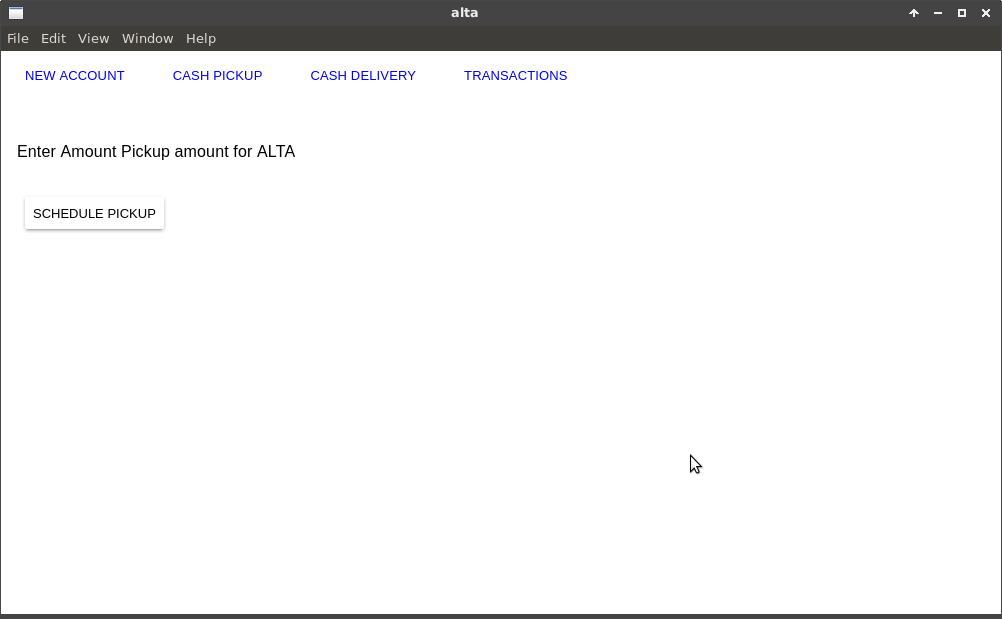 alta
File Edit View Window Help
NEW ACCOUNT CASH PICKUP CASH DELIVERY TRANSACTIONS
Enter Amount Pickup amount for ALTA
SCHEDULE PICKUP